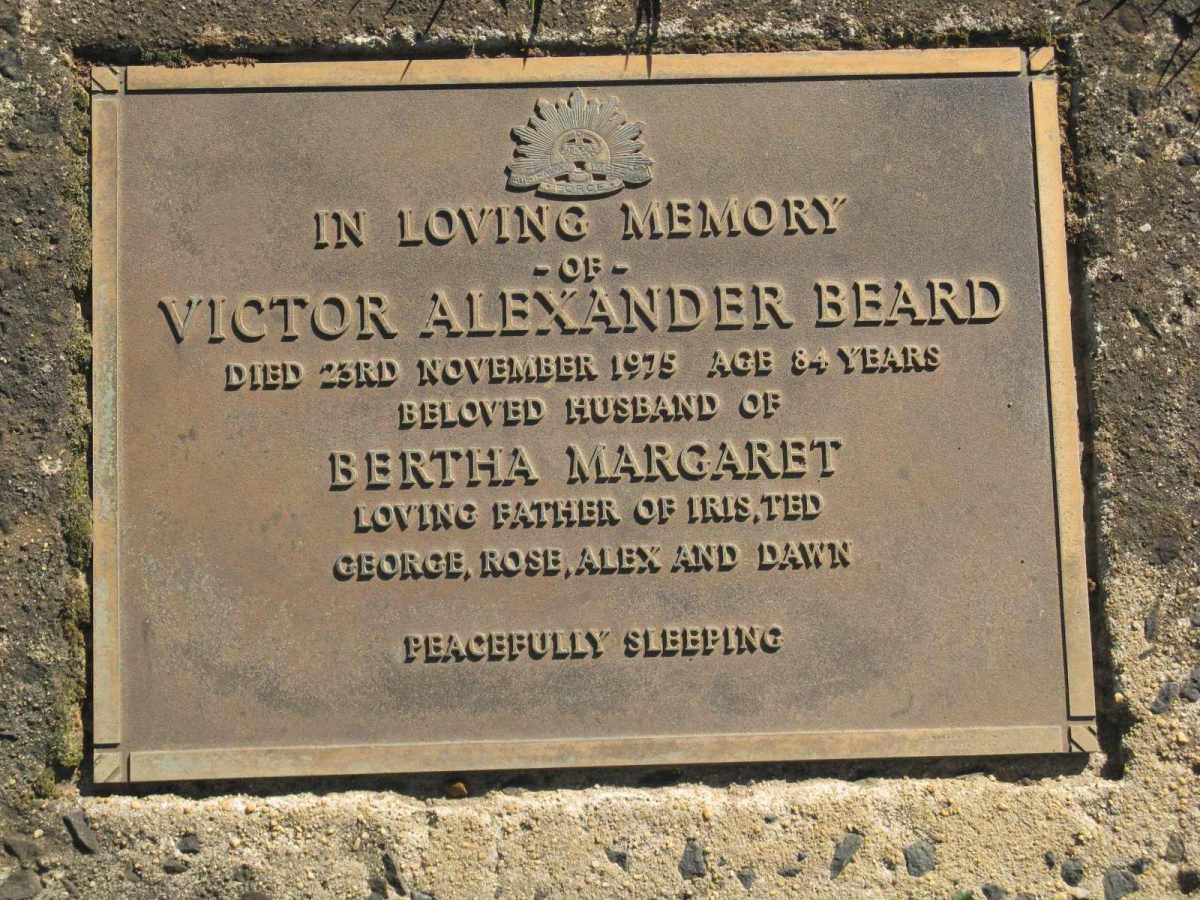 FORCE
IN LOVING MEMORY
- OF -
VICTOR ALEXANDER BEARD
DIED 23RD NOVEMBER 1975 AGE 84 YEARS
BELOVED HUSBAND OF
BERTHA MARGARET
LOVING FATHER OF IRIS, TED
GEORGE, ROSE, ALEX AND DAWN
PEACEFULLY SLEEPING